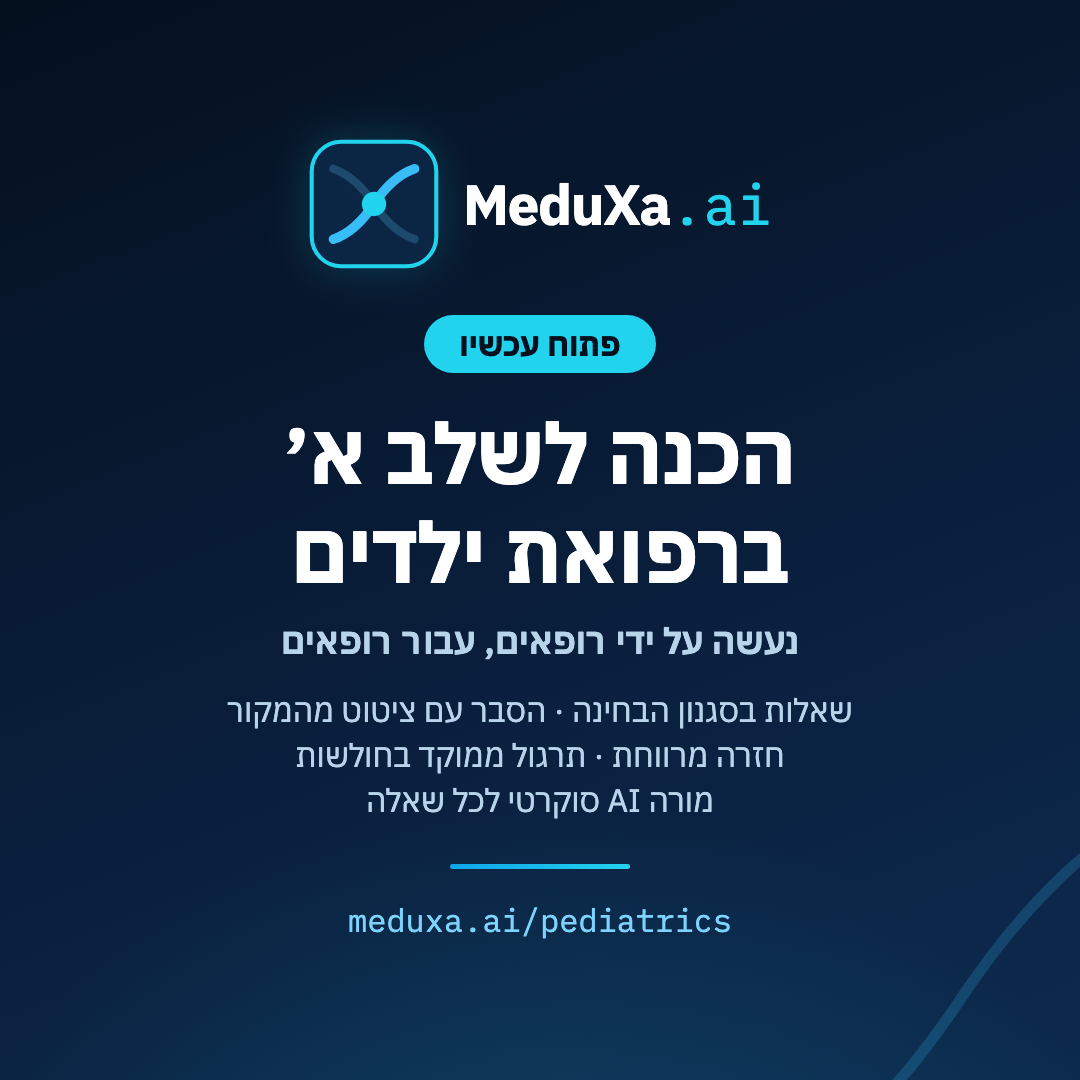 MeduXa.ai
פתוח עכשיו
הכנה לשלב א’
ברפואת ילדים
נעשה על ידי רופאים, עבור רופאים
שאלות בסגנון הבחינה · הסבר עם ציטוט מהמקור
חזרה מרווחת · תרגול ממוקד בחולשות
מורה AI סוקרטי לכל שאלה
meduxa.ai/pediatrics